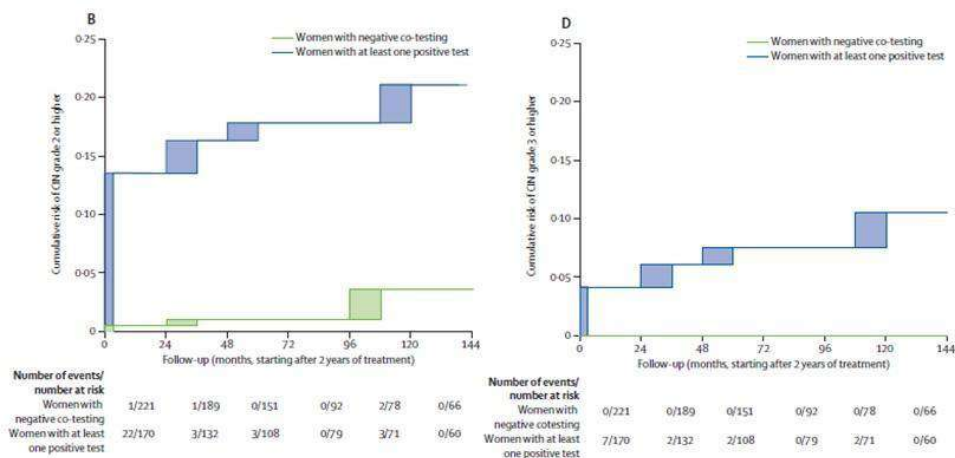 B
Women with negative co-testing
Women with at least one positive test
0·25
0·20
0·15
0·10
0·05
0
Cumulative risk of CIN grade 2 or higher
0 24 48 72 96 120 144
Follow-up (months, starting after 2 years of treatment)
Number of events/
number at risk
Women with
negative co-testing
1/221 1/189 0/151 0/92 2/78 0/66
Women with at least
one positive test
22/170 3/132 3/108 0/79 3/71 0/60
D
Women with negative co-testing
Women with at least one positive test
0·25
0·20
0·15
0·10
0·05
0
Cumulative risk of CIN grade 3 or higher
0 24 48 72 96 120 144
Follow-up (months, starting after 2 years of treatment)
Number of events/
number at risk
Women with
negative cotesting
0/221 0/189 0/151 0/92 0/78 0/66
Women with at least
one positive test
7/170 2/132 2/108 0/79 2/71 0/60